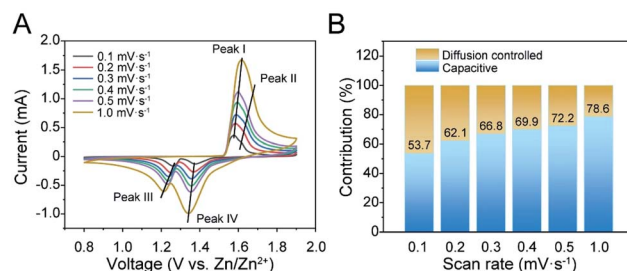 A
2.0
1.5
1.0
0.5
0.0
-0.5
-1.0
Current (mA)
0.1 mV·s⁻¹
0.2 mV·s⁻¹
0.3 mV·s⁻¹
0.4 mV·s⁻¹
0.5 mV·s⁻¹
1.0 mV·s⁻¹
Peak I
Peak II
Peak III
Peak IV
0.8 1.0 1.2 1.4 1.6 1.8 2.0
Voltage (V vs. Zn/Zn²⁺)
B
120
100
80
60
40
20
0
Contribution (%)
Diffusion controlled
Capacitive
53.7 62.1 66.8 69.9 72.2 78.6
0.1 0.2 0.3 0.4 0.5 1.0
Scan rate (mV·s⁻¹)